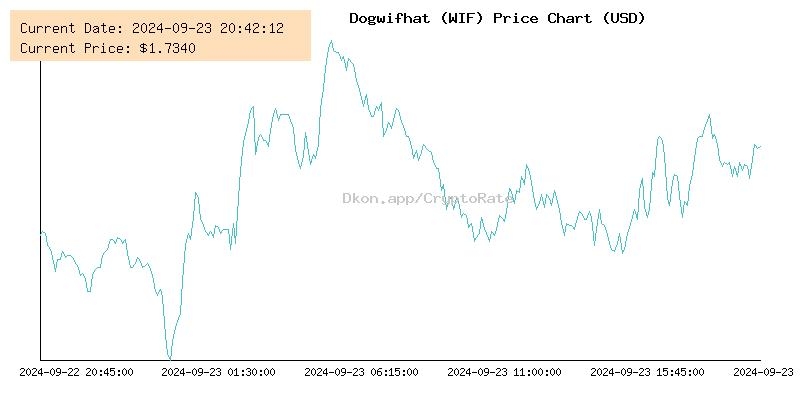 Dogwifhat (WIF) Price Chart (USD)
Current Date: 2024-09-23 20:42:12
Current Price: $1.7340
Dkon.app/CryptoRate
2024-09-22 20:45:00 2024-09-23 01:30:00 2024-09-23 06:15:00 2024-09-23 11:00:00 2024-09-23 15:45:00 2024-09-23